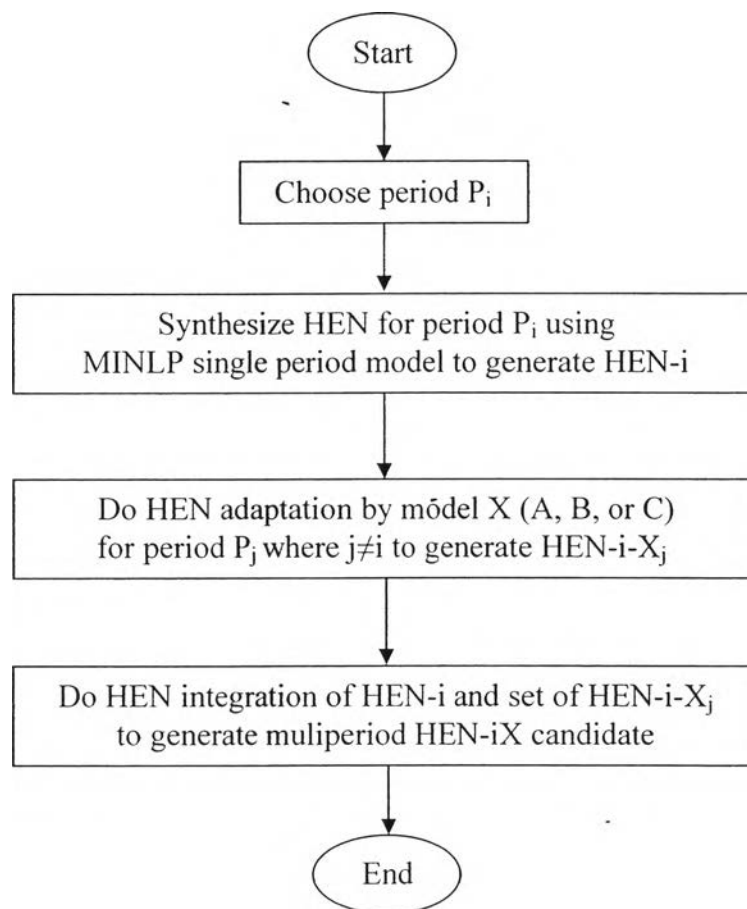 Start
Choose period Pᵢ
Synthesize HEN for period Pᵢ using
MINLP single period model to generate HEN-i
Do HEN adaptation by model X (A, B, or C)
for period Pⱼ where j≠i to generate HEN-i-Xⱼ
Do HEN integration of HEN-i and set of HEN-i-Xⱼ
to generate muliperiod HEN-iX candidate
End